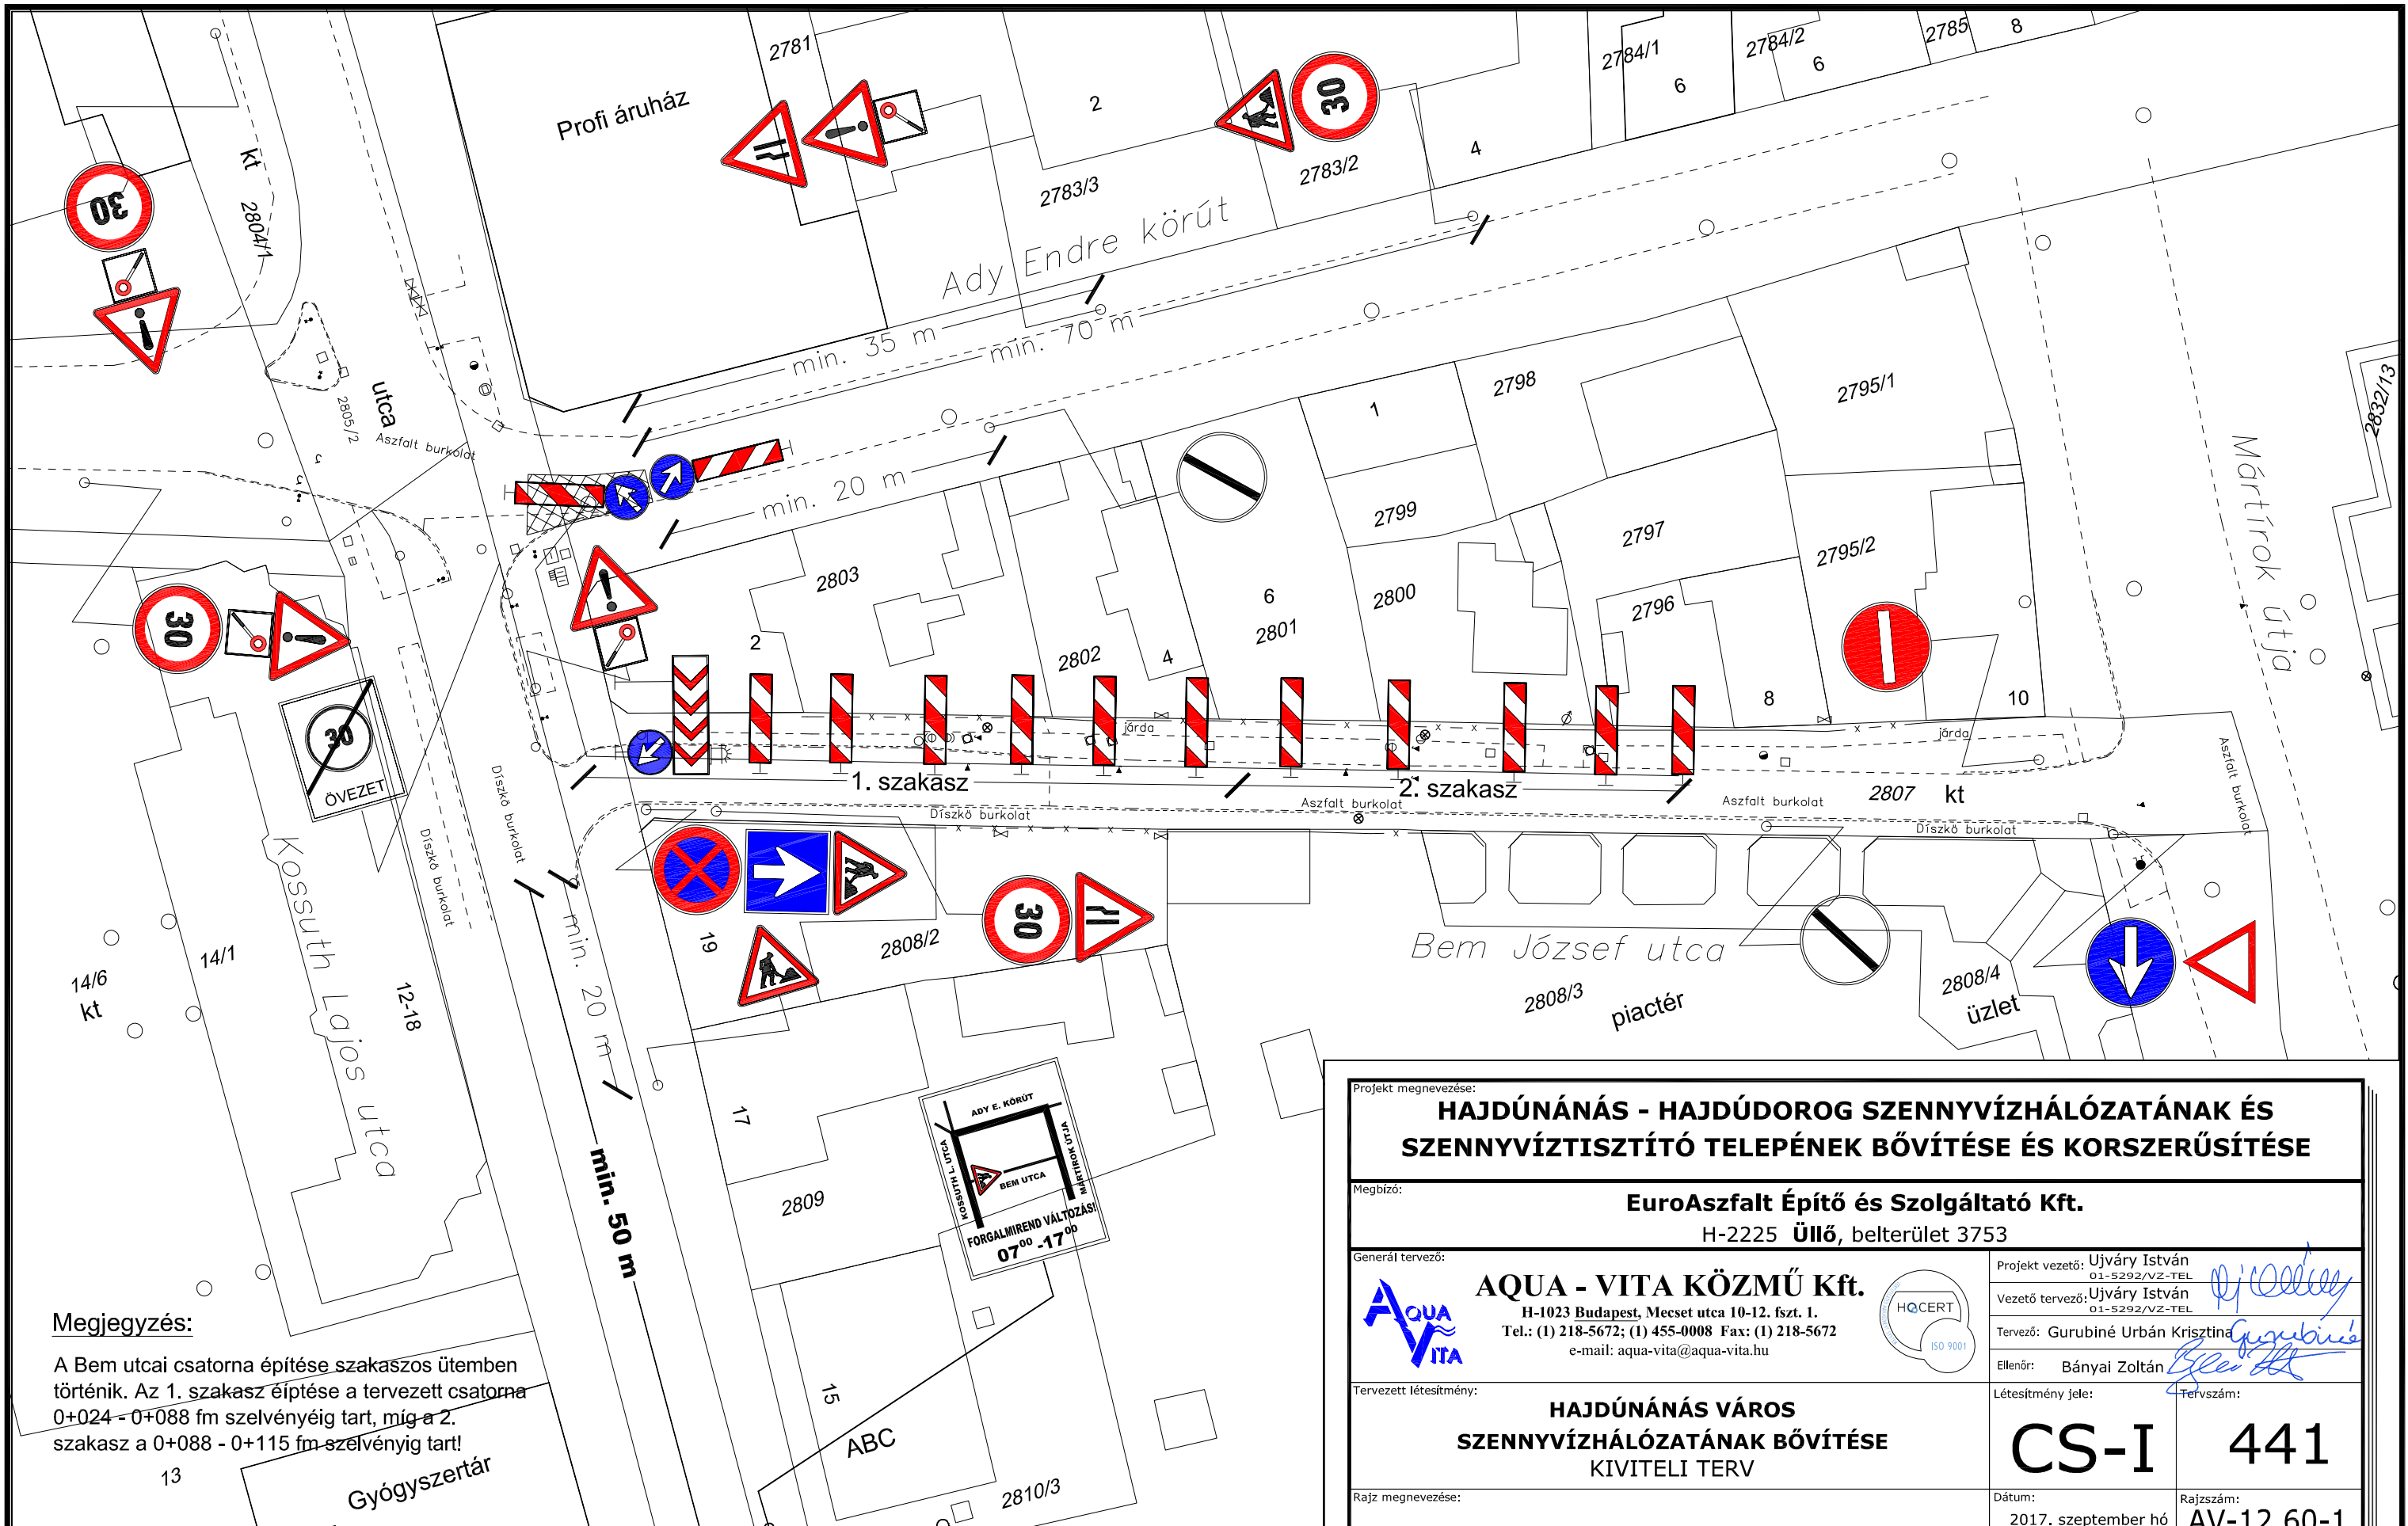 2781
Profi áruház
2
2784/1
6
2784/2
6
2785
8
30
4
2783/2
2783/3
kt
2804/1
30
Ady Endre körút
min. 35 m
min. 70 m
utca
2805/2
Aszfalt burkolat
min. 20 m
1
2798
2795/1
2832/13
2799
2797
2795/2
Mártírok útja
2803
2
2802
4
6
2801
2800
2796
8
10
30
30
ÖVEZET
járda
járda
1. szakasz
2. szakasz
Díszkő burkolat
Aszfalt burkolat
Aszfalt burkolat
2807
kt
Díszkő burkolat
Aszfalt burkolat
Díszkő burkolat
Díszkő burkolat
Kossuth Lajos utca
14/6
kt
14/1
12-18
min. 20 m
min. 50 m
19
2808/2
30
Bem József utca
2808/3
piactér
2808/4
üzlet
17
2809
ADY E. KÖRÚT
KOSSUTH L. UTCA
BEM UTCA
MÁRTÍROK ÚTJA
FORGALMIREND VÁLTOZÁS!
07⁰⁰ -17⁰⁰
15
ABC
2810/3
Megjegyzés:
A Bem utcai csatorna építése szakaszos ütemben
történik. Az 1. szakasz éíptése a tervezett csatorna
0+024 - 0+088 fm szelvényéig tart, míg a 2.
szakasz a 0+088 - 0+115 fm szelvényig tart!
13
Gyógyszertár
Projekt megnevezése:
HAJDÚNÁNÁS - HAJDÚDOROG SZENNYVÍZHÁLÓZATÁNAK ÉS
SZENNYVÍZTISZTÍTÓ TELEPÉNEK BŐVÍTÉSE ÉS KORSZERŰSÍTÉSE
Megbízó:
EuroAszfalt Építő és Szolgáltató Kft.
H-2225 Üllő, belterület 3753
Generál tervező:
AQUA VITA
AQUA - VITA KÖZMŰ Kft.
H-1023 Budapest, Mecset utca 10-12. fszt. 1.
Tel.: (1) 218-5672; (1) 455-0008 Fax: (1) 218-5672
e-mail: aqua-vita@aqua-vita.hu
HQCERT
ISO 9001
Projekt vezető: Ujváry István
01-5292/VZ-TEL
Vezető tervező: Ujváry István
01-5292/VZ-TEL
Tervező: Gurubiné Urbán Krisztina
Ellenőr: Bányai Zoltán
Tervezett létesítmény:
HAJDÚNÁNÁS VÁROS
SZENNYVÍZHÁLÓZATÁNAK BŐVÍTÉSE
KIVITELI TERV
Létesítmény jele:
CS-I
Tervszám:
441
Rajz megnevezése:
Dátum:
2017. szeptember hó
Rajzszám:
AV-12.60-1